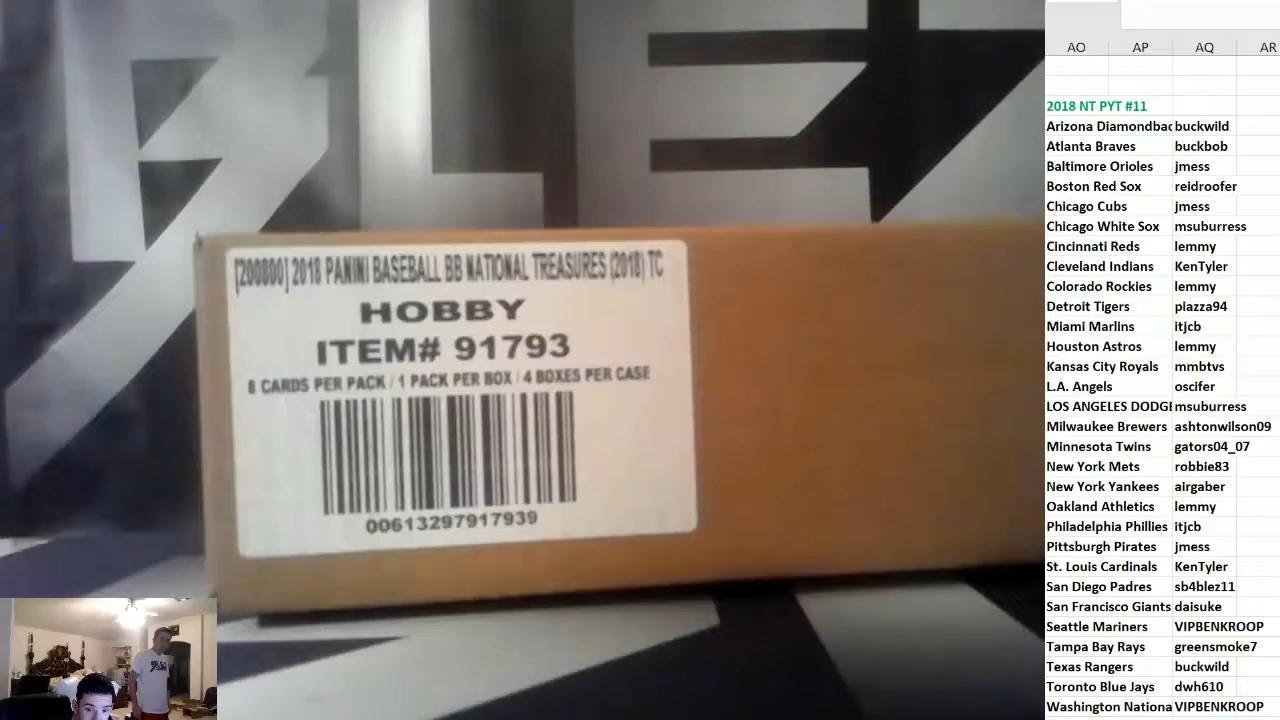 BLEZ
[200800] 2018 PANINI BASEBALL BB NATIONAL TREASURES (2018) TC
HOBBY
ITEM# 91793
8 CARDS PER PACK / 1 PACK PER BOX / 4 BOXES PER CASE
00613297917939
AO AP AQ AR
2018 NT PYT #11
Arizona Diamondbac buckwild
Atlanta Braves buckbob
Baltimore Orioles jmess
Boston Red Sox reidroofer
Chicago Cubs jmess
Chicago White Sox msuburress
Cincinnati Reds lemmy
Cleveland Indians KenTyler
Colorado Rockies lemmy
Detroit Tigers piazza94
Miami Marlins itjcb
Houston Astros lemmy
Kansas City Royals mmbtvs
L.A. Angels oscifer
LOS ANGELES DODGE msuburress
Milwaukee Brewers ashtonwilson09
Minnesota Twins gators04_07
New York Mets robbie83
New York Yankees airgaber
Oakland Athletics lemmy
Philadelphia Phillies itjcb
Pittsburgh Pirates jmess
St. Louis Cardinals KenTyler
San Diego Padres sb4blez11
San Francisco Giants daisuke
Seattle Mariners VIPBENKROOP
Tampa Bay Rays greensmoke7
Texas Rangers buckwild
Toronto Blue Jays dwh610
Washington Nationa VIPBENKROOP